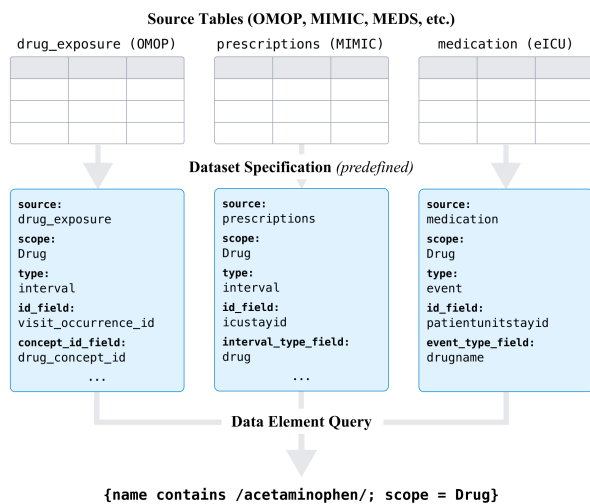 Source Tables (OMOP, MIMIC, MEDS, etc.)
drug_exposure (OMOP)
prescriptions (MIMIC)
medication (eICU)
Dataset Specification (predefined)
source:
drug_exposure
scope:
Drug
type:
interval
id_field:
visit_occurrence_id
concept_id_field:
drug_concept_id
...
source:
prescriptions
scope:
Drug
type:
interval
id_field:
icustayid
interval_type_field:
drug
...
source:
medication
scope:
Drug
type:
event
id_field:
patientunitstayid
event_type_field:
drugname
Data Element Query
{name contains /acetaminophen/; scope = Drug}